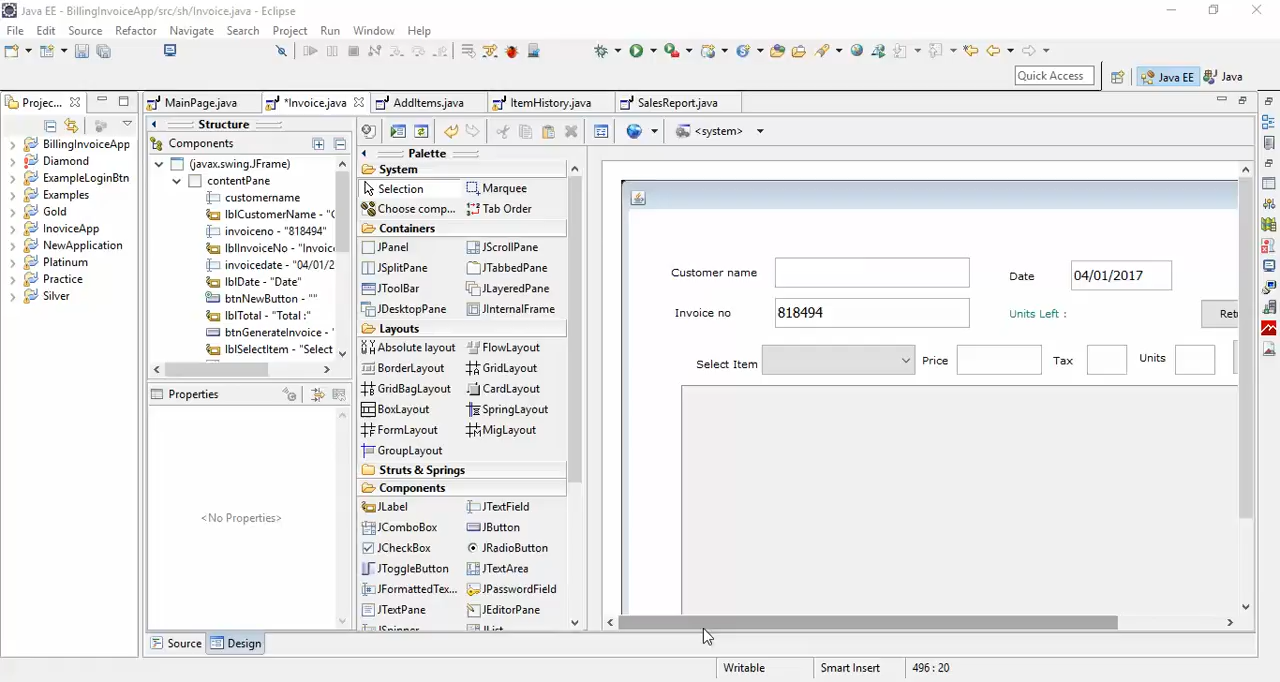 Java EE - BillingInvoiceApp/src/sh/Invoice.java - Eclipse
File Edit Source Refactor Navigate Search Project Run Window Help
Quick Access Java EE Java
Projec... MainPage.java *Invoice.java AddItems.java ItemHistory.java SalesReport.java
BillingInvoiceApp
Diamond
ExampleLoginBtn
Examples
Gold
InoviceApp
NewApplication
Platinum
Practice
Silver
Structure
Components
(javax.swing.JFrame)
contentPane
customername
lblCustomerName - "C
invoiceno - "818494"
lblInvoiceNo - "Invoic
invoicedate - "04/01/2
lblDate - "Date"
btnNewButton - ""
lblTotal - "Total :"
btnGenerateInvoice -
lblSelectItem - "Select
Properties
<No Properties>
<system>
Palette
System
Selection Marquee
Choose comp... Tab Order
Containers
JPanel JScrollPane
JSplitPane JTabbedPane
JToolBar JLayeredPane
JDesktopPane JInternalFrame
Layouts
Absolute layout FlowLayout
BorderLayout GridLayout
GridBagLayout CardLayout
BoxLayout SpringLayout
FormLayout MigLayout
GroupLayout
Struts & Springs
Components
JLabel JTextField
JComboBox JButton
JCheckBox JRadioButton
JToggleButton JTextArea
JFormattedTex... JPasswordField
JTextPane JEditorPane
JSpinner JList
Customer name Date 04/01/2017
Invoice no 818494 Units Left : Ret
Select Item Price Tax Units
Source Design
Writable Smart Insert 496 : 20